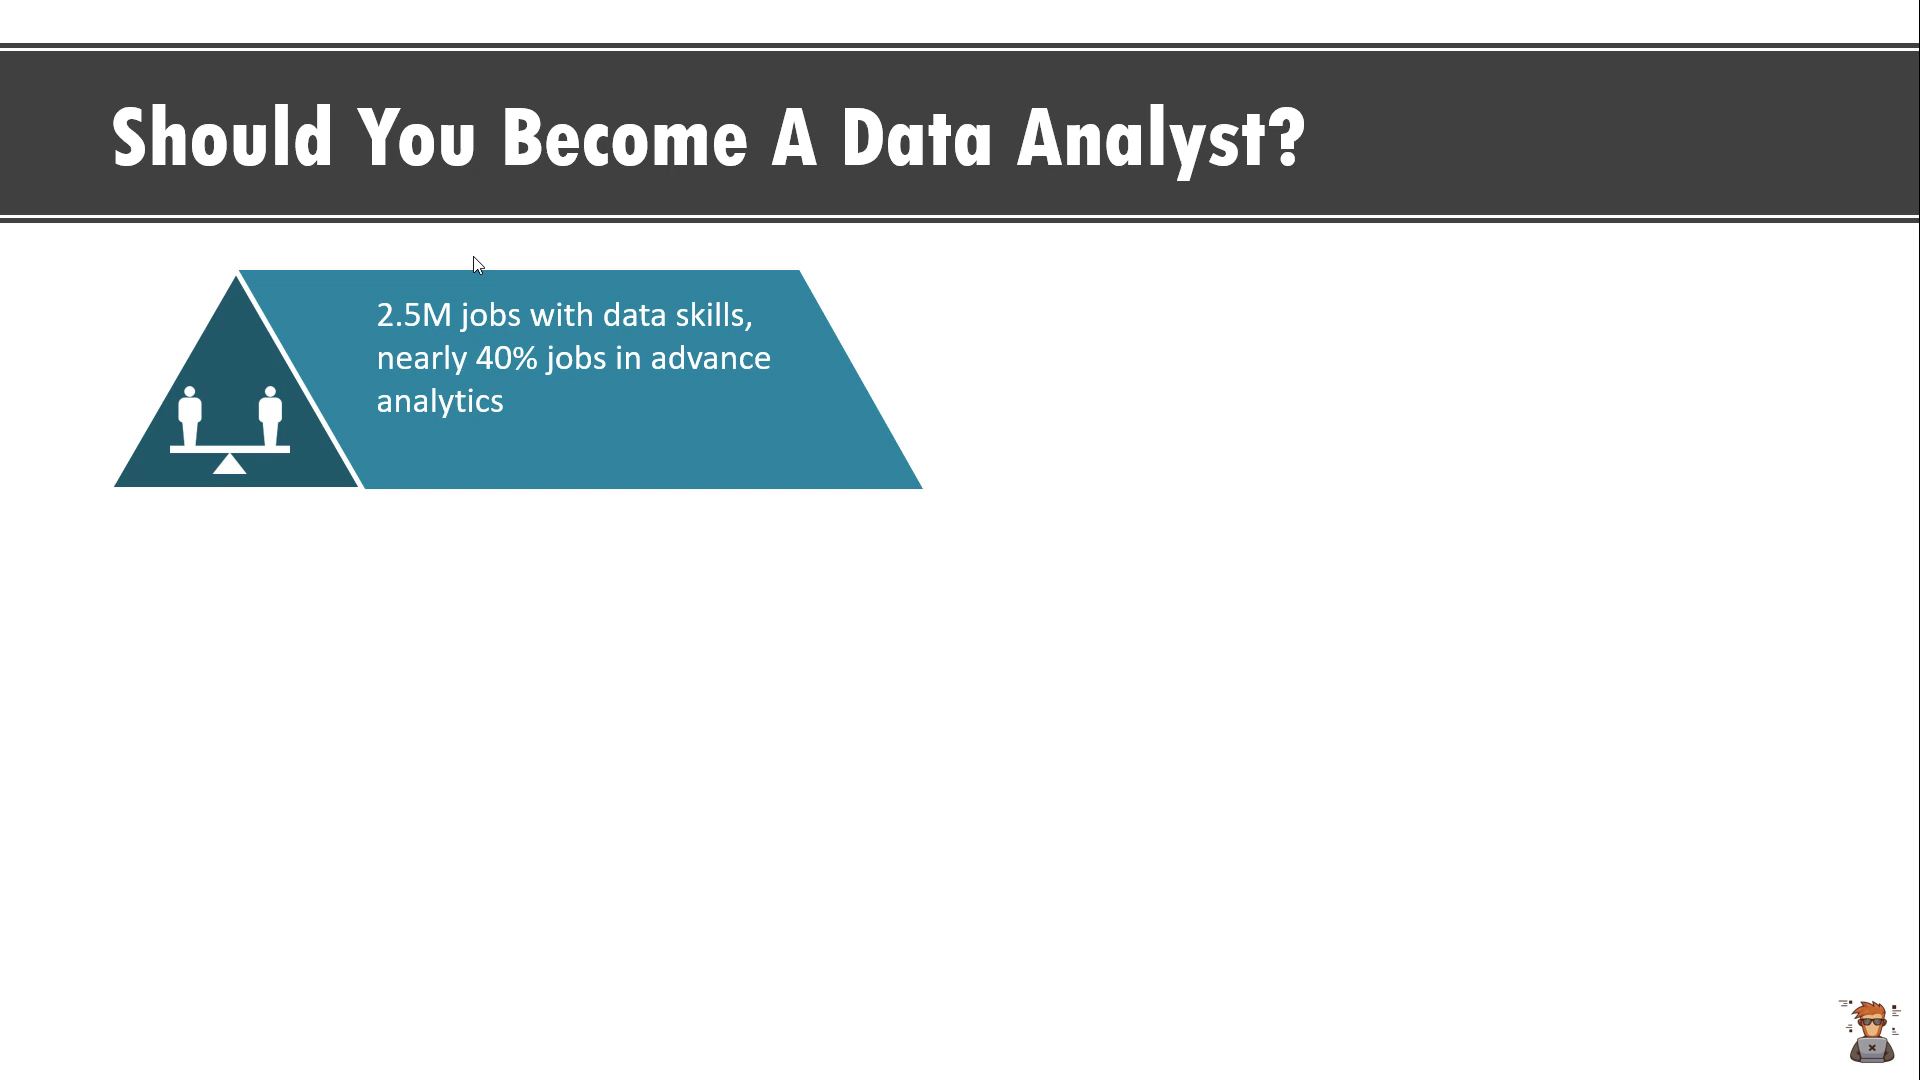 Should You Become A Data Analyst?
2.5M jobs with data skills,
nearly 40% jobs in advance
analytics